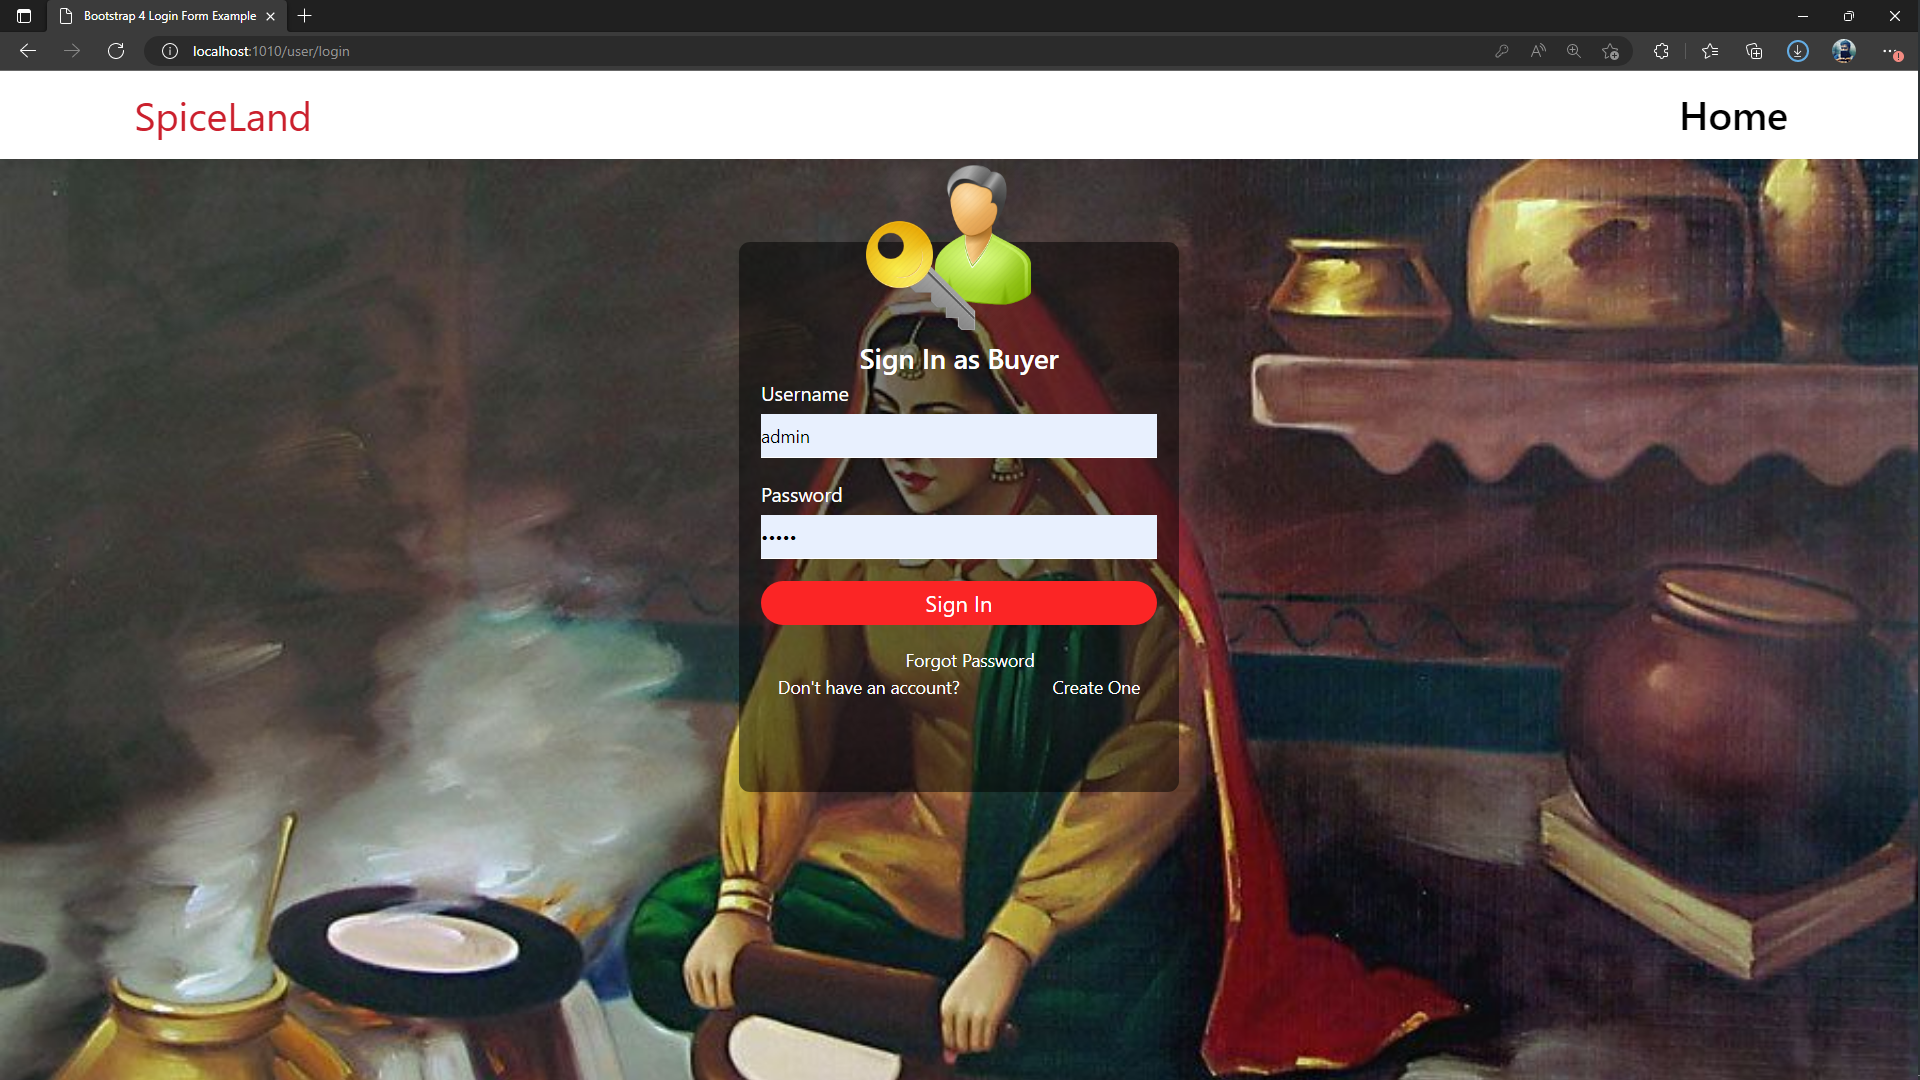 Bootstrap 4 Login Form Example
localhost:1010/user/login
SpiceLand
Home
Sign In as Buyer
Username
admin
Password
•••••
Sign In
Forgot Password
Don't have an account? Create One